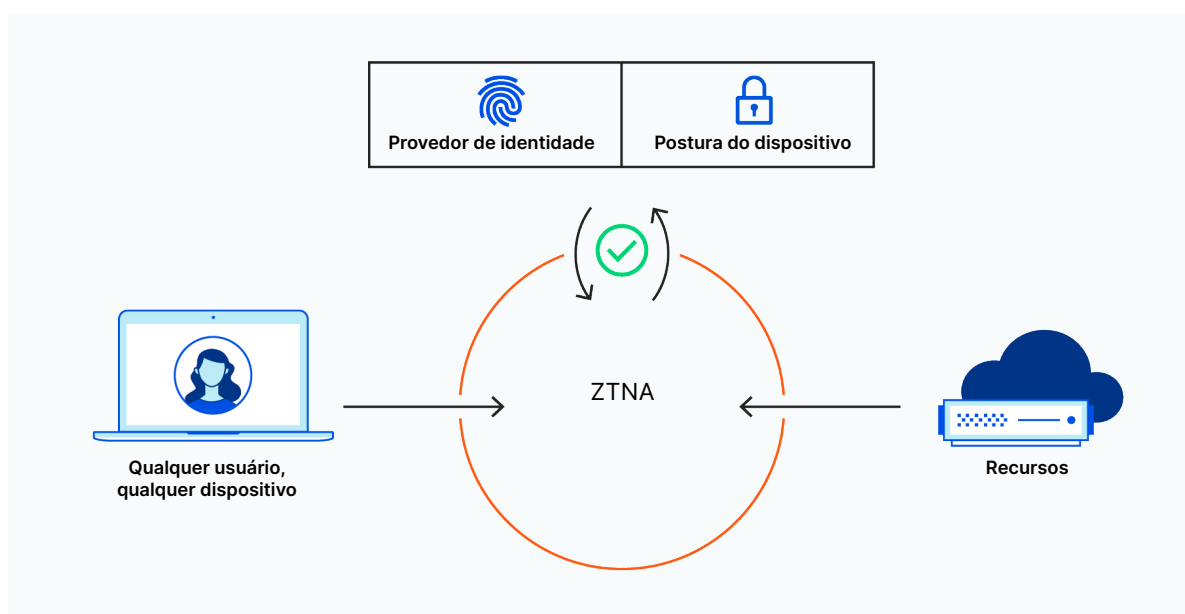 Provedor de identidade
Postura do dispositivo
ZTNA
Qualquer usuário,
qualquer dispositivo
Recursos